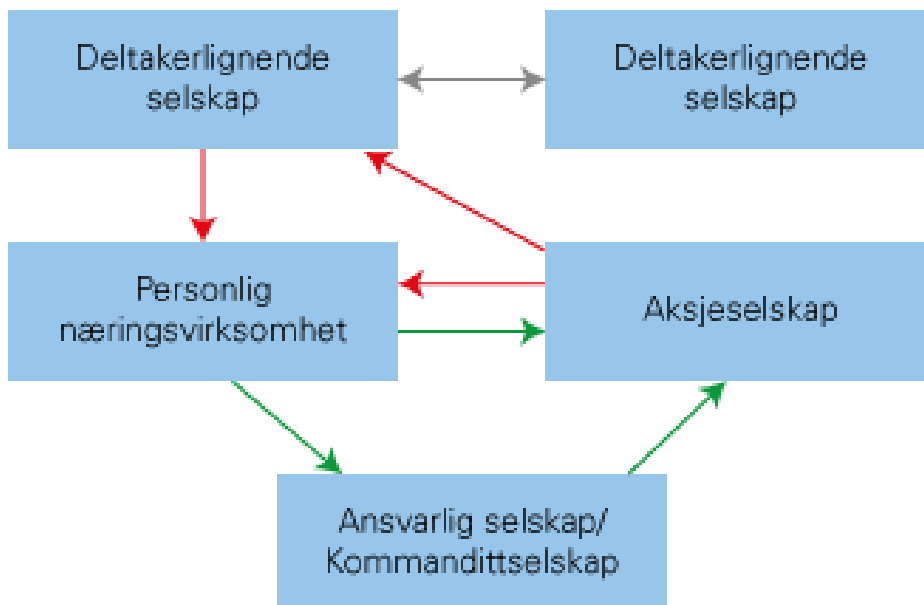 Deltakerlignende
selskap
Deltakerlignende
selskap
Personlig
næringsvirksomhet
Aksjeselskap
Ansvarlig selskap/
Kommandittselskap